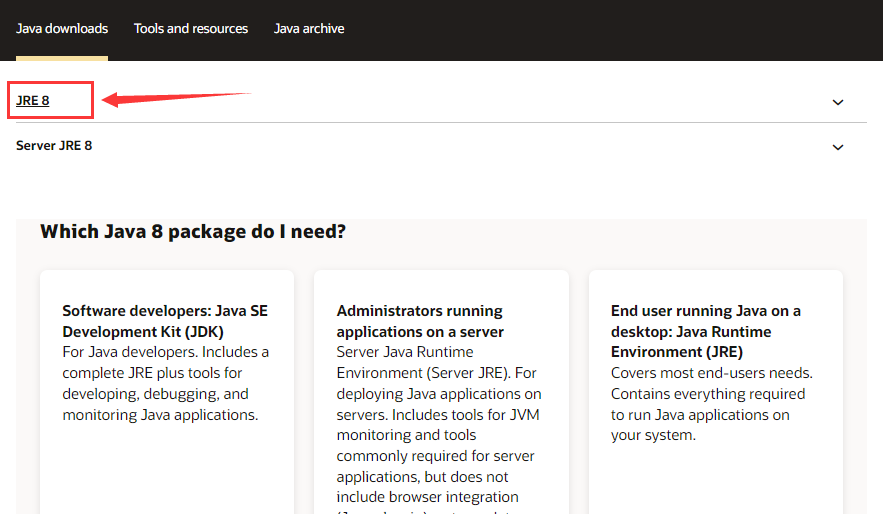 Java downloads Tools and resources Java archive
JRE 8
Server JRE 8
Which Java 8 package do I need?
Software developers: Java SE
Development Kit (JDK)
For Java developers. Includes a
complete JRE plus tools for
developing, debugging, and
monitoring Java applications.
Administrators running
applications on a server
Server Java Runtime
Environment (Server JRE). For
deploying Java applications on
servers. Includes tools for JVM
monitoring and tools
commonly required for server
applications, but does not
include browser integration
End user running Java on a
desktop: Java Runtime
Environment (JRE)
Covers most end-users needs.
Contains everything required
to run Java applications on
your system.